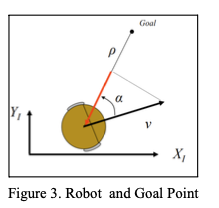 Goal
ρ
α
Y_I
v
X_I
Figure 3. Robot and Goal Point